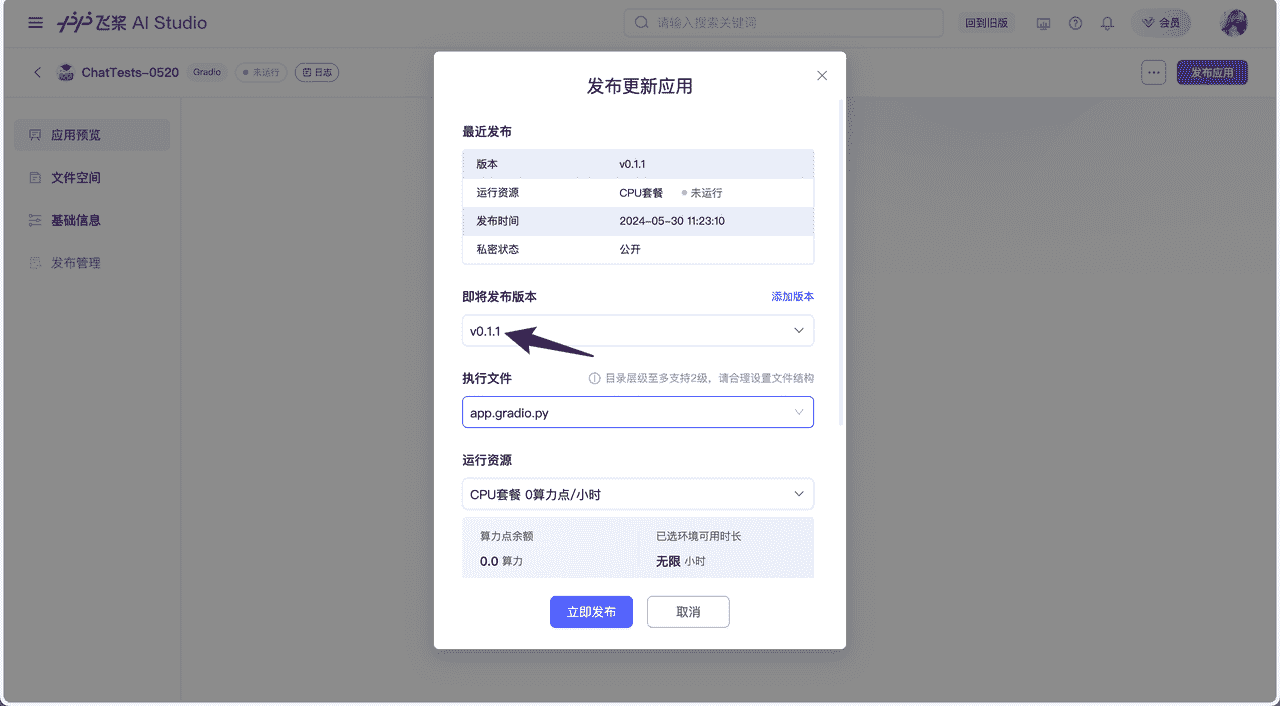 飞桨 AI Studio
请输入搜索关键词
回到旧版
会员
ChatTests-0520 Gradio 未运行 日志
发布应用
应用预览
文件空间
基础信息
发布管理
发布更新应用
最近发布
版本 v0.1.1
运行资源 CPU套餐 未运行
发布时间 2024-05-30 11:23:10
私密状态 公开
即将发布版本 添加版本
v0.1.1
执行文件 目录层级至多支持2级，请合理设置文件结构
app.gradio.py
运行资源
CPU套餐 0算力点/小时
算力点余额 已选环境可用时长
0.0 算力 无限 小时
立即发布 取消